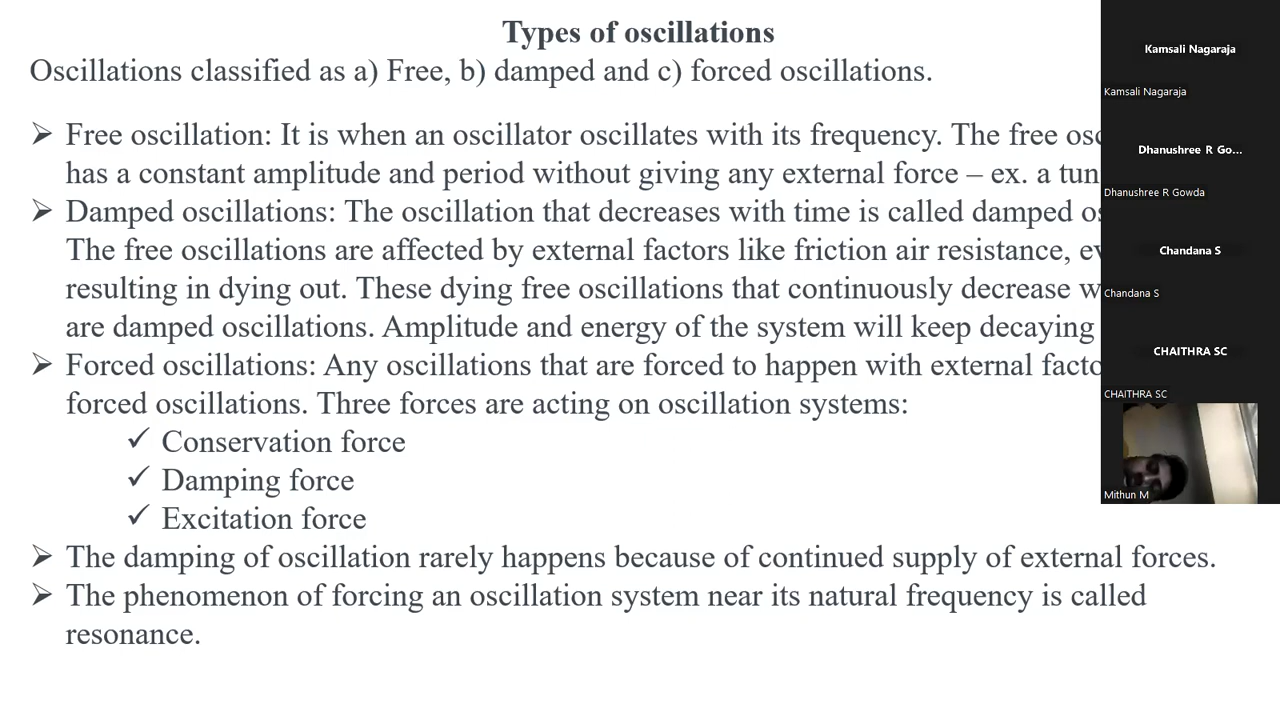 Types of oscillations
Oscillations classified as a) Free, b) damped and c) forced oscillations.
➢ Free oscillation: It is when an oscillator oscillates with its frequency. The free
has a constant amplitude and period without giving any external force – ex. a
➢ Damped oscillations: The oscillation that decreases with time is called damped
The free oscillations are affected by external factors like friction air resistance,
resulting in dying out. These dying free oscillations that continuously decrease
are damped oscillations. Amplitude and energy of the system will keep decaying
➢ Forced oscillations: Any oscillations that are forced to happen with external
forced oscillations. Three forces are acting on oscillation systems:
✓ Conservation force
✓ Damping force
✓ Excitation force
➢ The damping of oscillation rarely happens because of continued supply of external forces.
➢ The phenomenon of forcing an oscillation system near its natural frequency is called
resonance.
Kamsali Nagaraja
Kamsali Nagaraja
Dhanushree R Go...
Dhanushree R Gowda
Chandana S
Chandana S
CHAITHRA SC
CHAITHRA SC
Mithun M